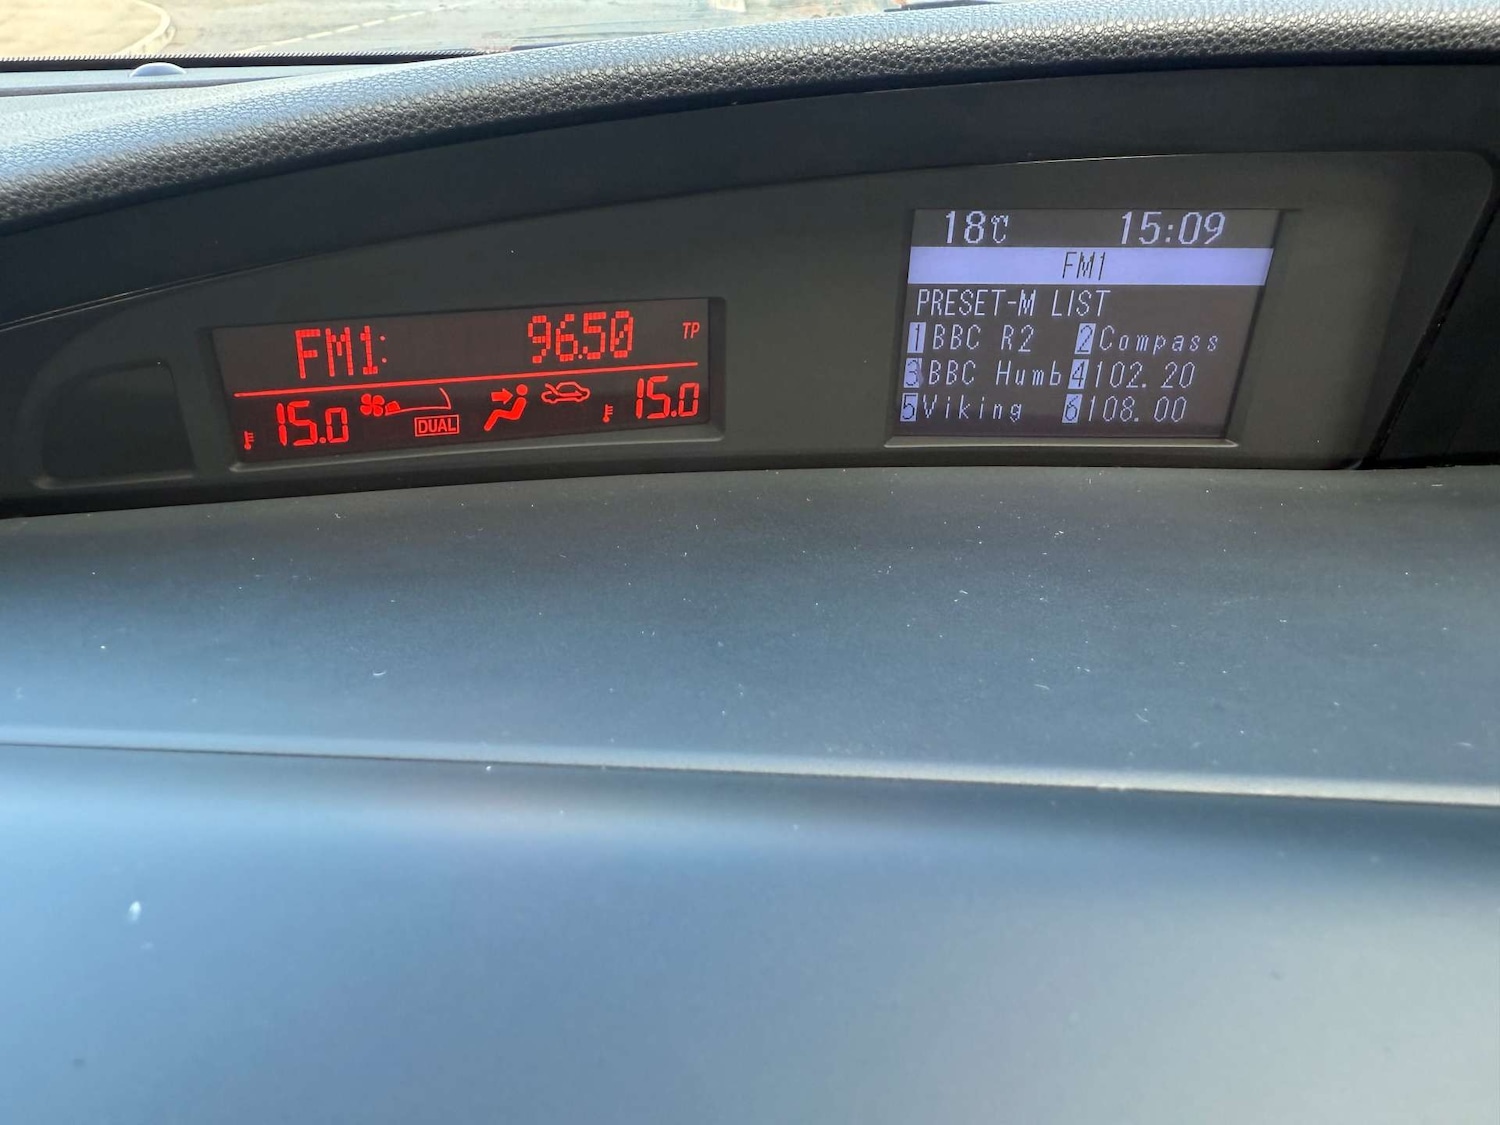 FM1: 96.50 TP
15.0 DUAL 15.0
18℃ 15:09
FM1
PRESET-M LIST
1 BBC R2 2 Compass
3 BBC Humb 4 102.20
5 Viking 6 108.00